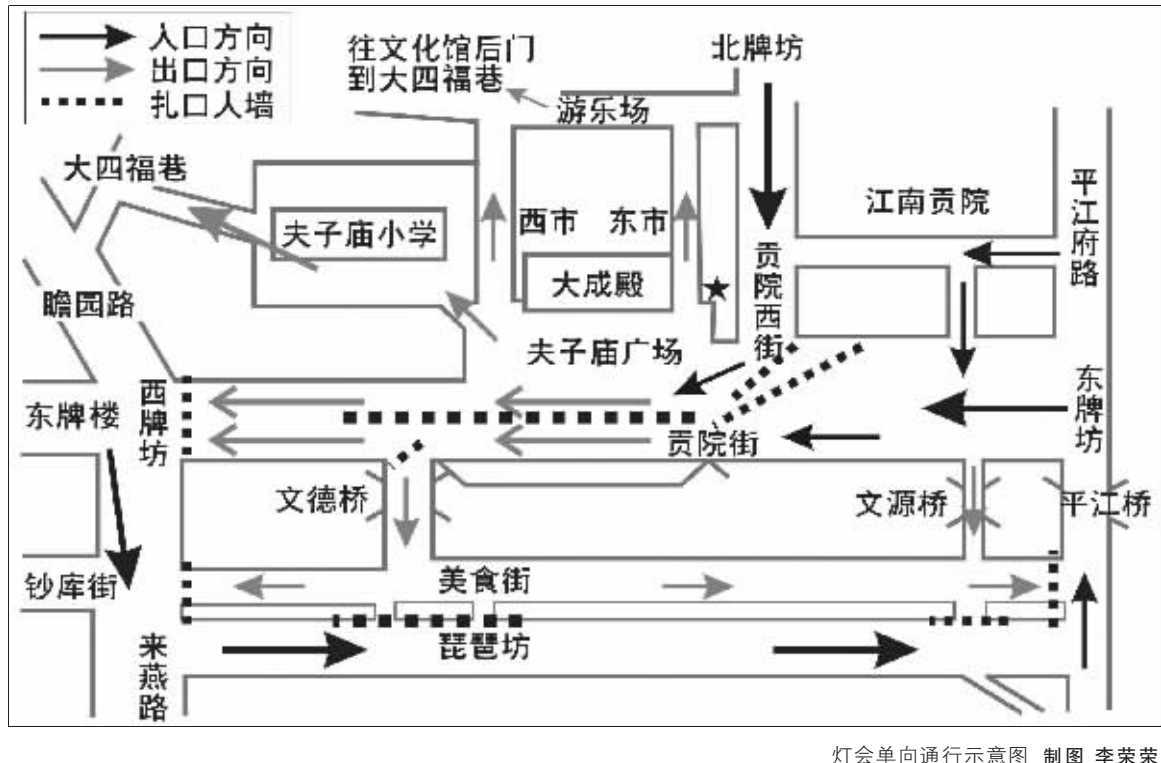 入口方向
出口方向
扎口人墙
往文化馆后门
到大四福巷
北牌坊
游乐场
大四福巷
夫子庙小学
西市
东市
大成殿
江南贡院
平江府路
贡院西街
瞻园路
夫子庙广场
东牌楼
西牌坊
贡院街
东牌坊
文德桥
文源桥
平江桥
钞库街
美食街
琵琶坊
来燕路
灯会单向通行示意图 制图 李荣荣